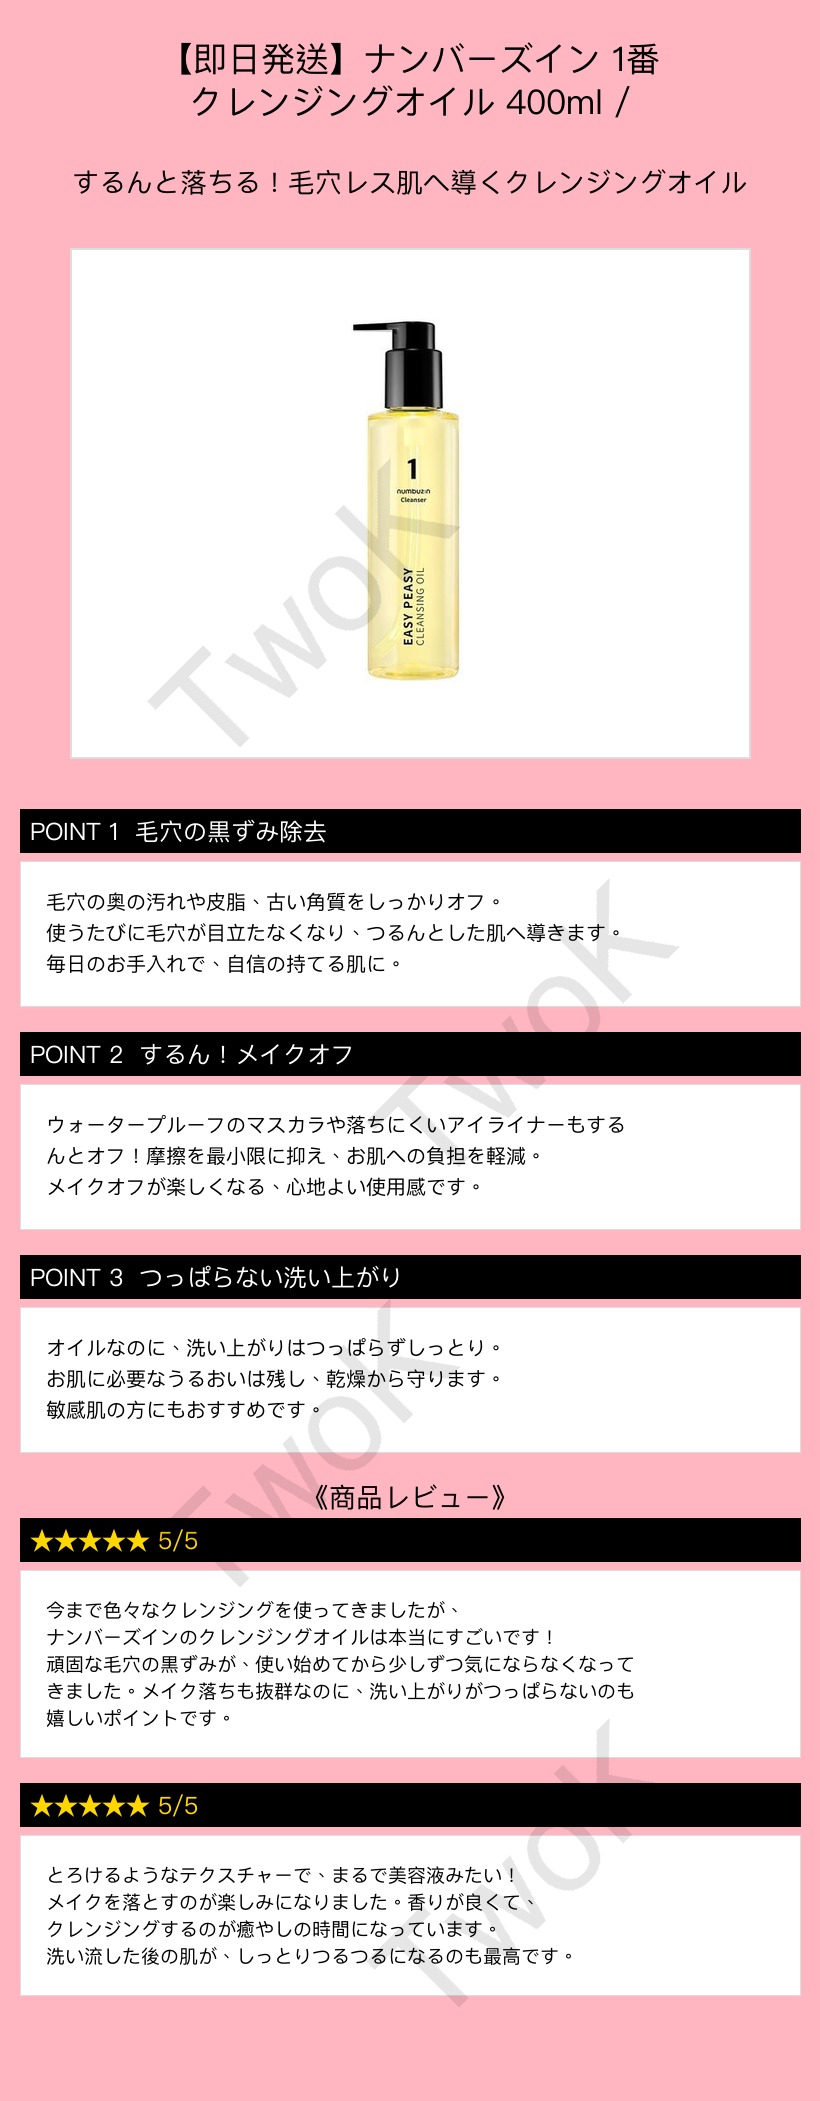 【即日発送】ナンバーズイン 1番
クレンジングオイル 400ml /
するんと落ちる！毛穴レス肌へ導くクレンジングオイル
1
numbuzin
Cleanser
EASY PEASY
CLEANSING OIL
TwoK
POINT 1 毛穴の黒ずみ除去
毛穴の奥の汚れや皮脂、古い角質をしっかりオフ。
使うたびに毛穴が目立たなくなり、つるんとした肌へ導きます。
毎日のお手入れで、自信の持てる肌に。
TwoK
POINT 2 するん！メイクオフ
ウォータープルーフのマスカラや落ちにくいアイライナーもする
んとオフ！摩擦を最小限に抑え、お肌への負担を軽減。
メイクオフが楽しくなる、心地よい使用感です。
POINT 3 つっぱらない洗い上がり
オイルなのに、洗い上がりはつっぱらずしっとり。
お肌に必要なうるおいは残し、乾燥から守ります。
敏感肌の方にもおすすめです。
TwoK
《商品レビュー》
★★★★★ 5/5
今まで色々なクレンジングを使ってきましたが、
ナンバーズインのクレンジングオイルは本当にすごいです！
頑固な毛穴の黒ずみが、使い始めてから少しずつ気にならなくなって
きました。メイク落ちも抜群なのに、洗い上がりがつっぱらないのも
嬉しいポイントです。
★★★★★ 5/5
とろけるようなテクスチャーで、まるで美容液みたい！
メイクを落とすのが楽しみになりました。香りが良くて、
クレンジングするのが癒やしの時間になっています。
洗い流した後の肌が、しっとりつるつるになるのも最高です。
TwoK